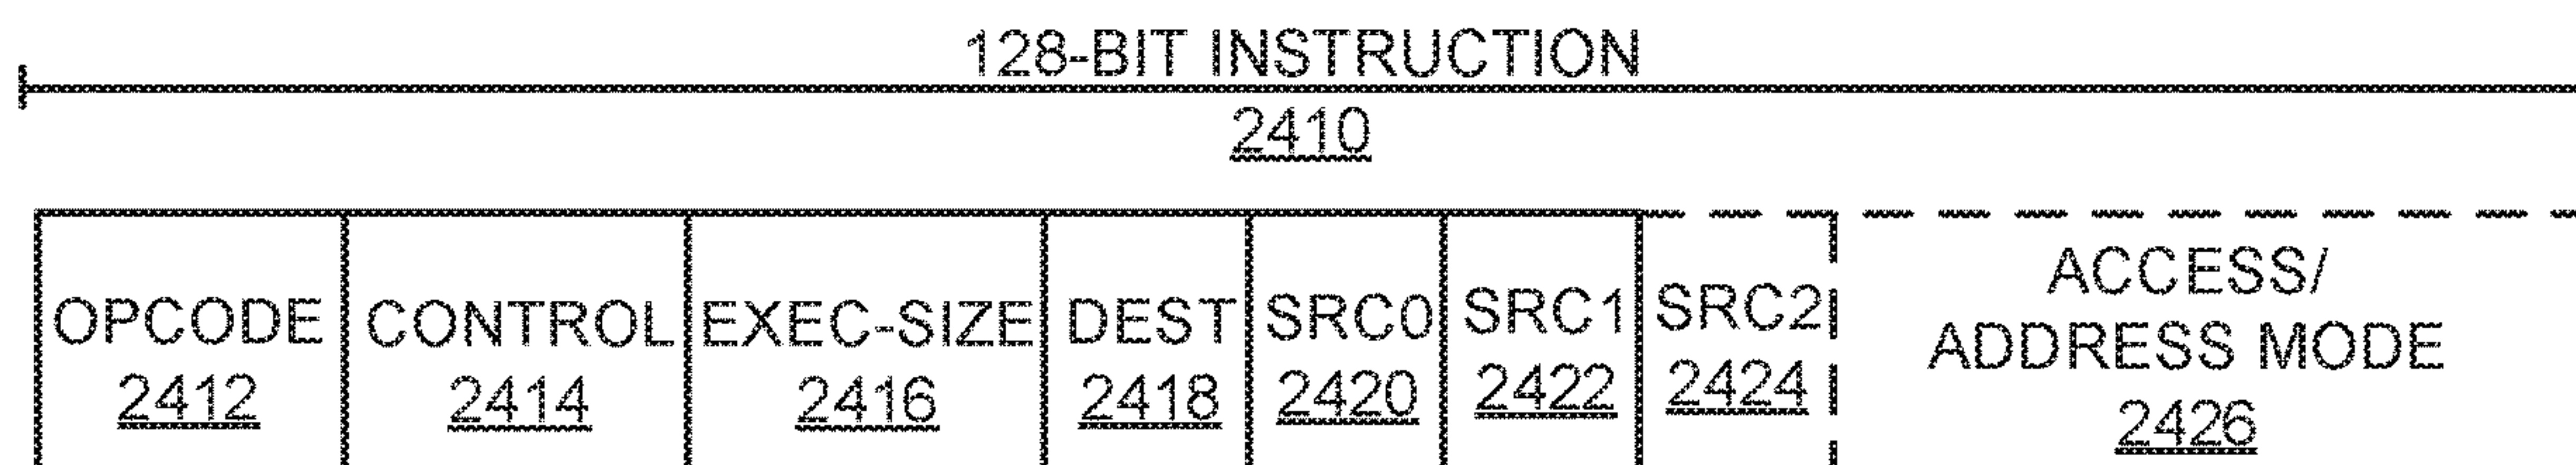 128-BIT INSTRUCTION
2410
OPCODE
2412
CONTROL
2414
EXEC-SIZE
2416
DEST
2418
SRC0
2420
SRC1
2422
SRC2
2424
ACCESS/
ADDRESS MODE
2426